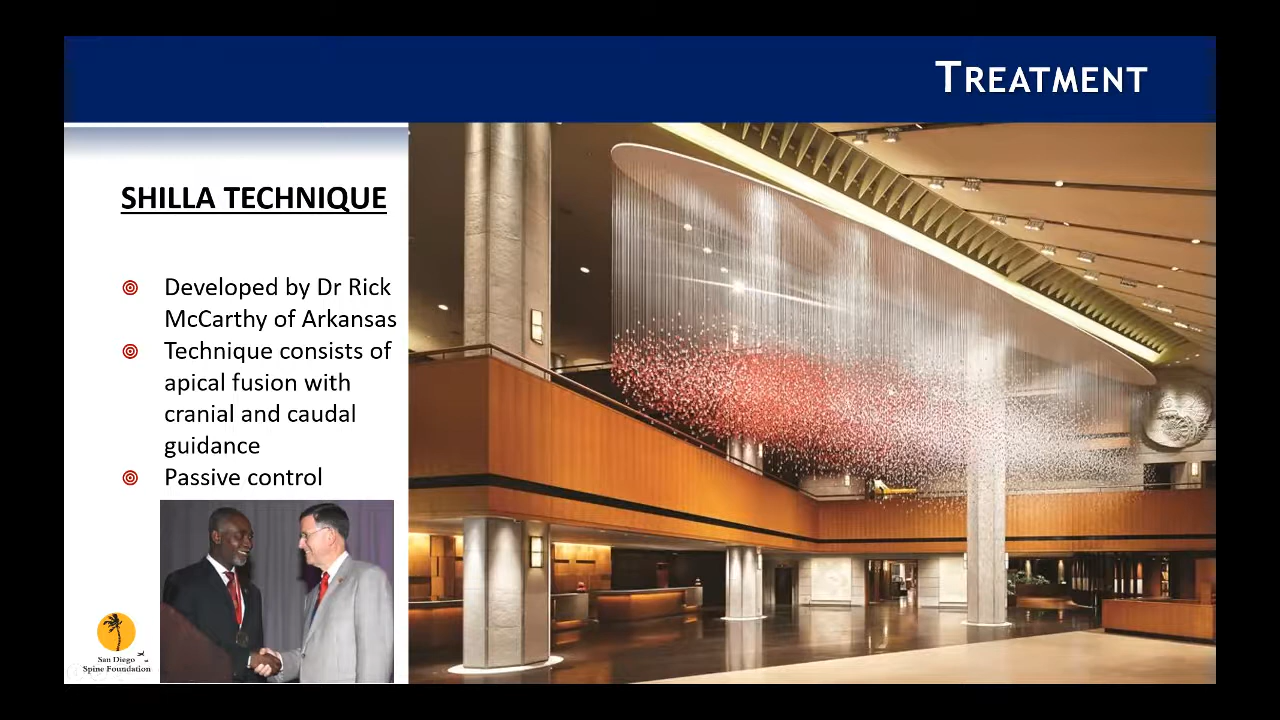 TREATMENT
SHILLA TECHNIQUE
Developed by Dr Rick
McCarthy of Arkansas
Technique consists of
apical fusion with
cranial and caudal
guidance
Passive control
San Diego
Spine Foundation